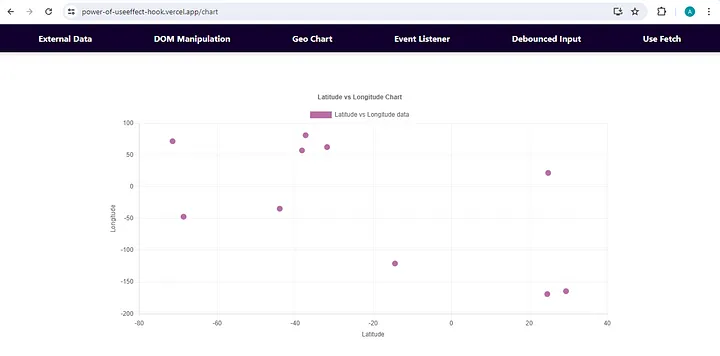 power-of-useeffect-hook.vercel.app/chart
A
External Data DOM Manipulation Geo Chart Event Listener Debounced Input Use Fetch
Latitude vs Longitude Chart
Latitude vs Longitude data
100
50
0
-50
-100
-150
-200
Longitude
-80 -60 -40 -20 0 20 40
Latitude